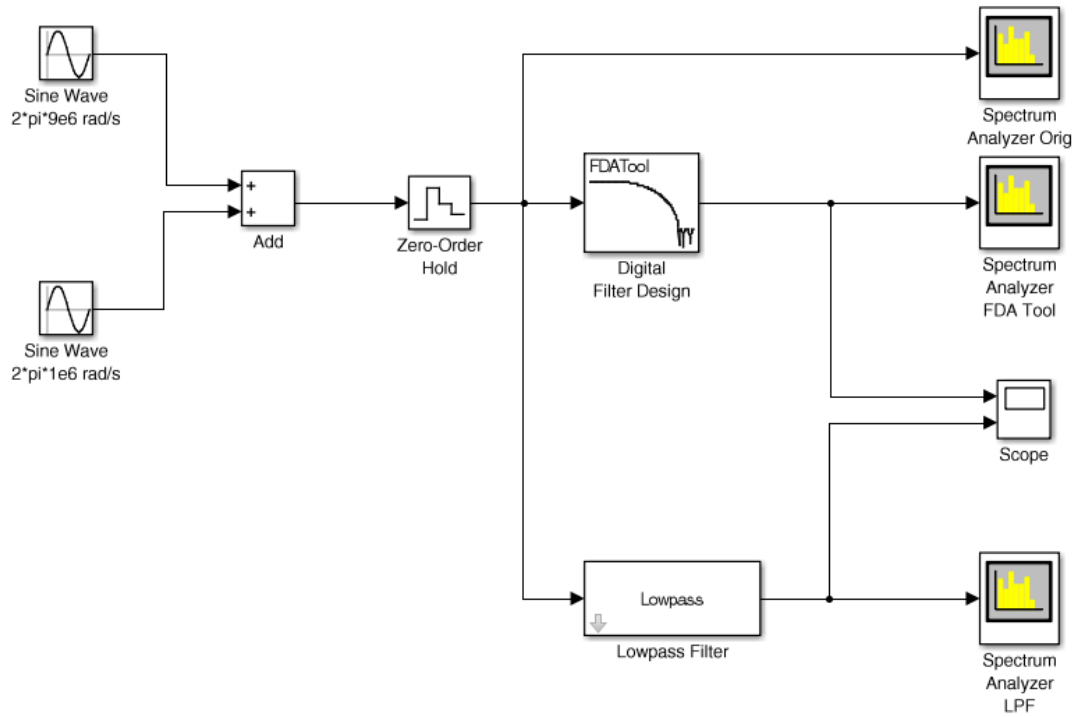 Sine Wave
2*pi*9e6 rad/s
Spectrum
Analyzer Orig
+
+
Add
Zero-Order
Hold
FDATool
Digital
Filter Design
Spectrum
Analyzer
FDA Tool
Sine Wave
2*pi*1e6 rad/s
Scope
Lowpass
Lowpass Filter
Spectrum
Analyzer
LPF